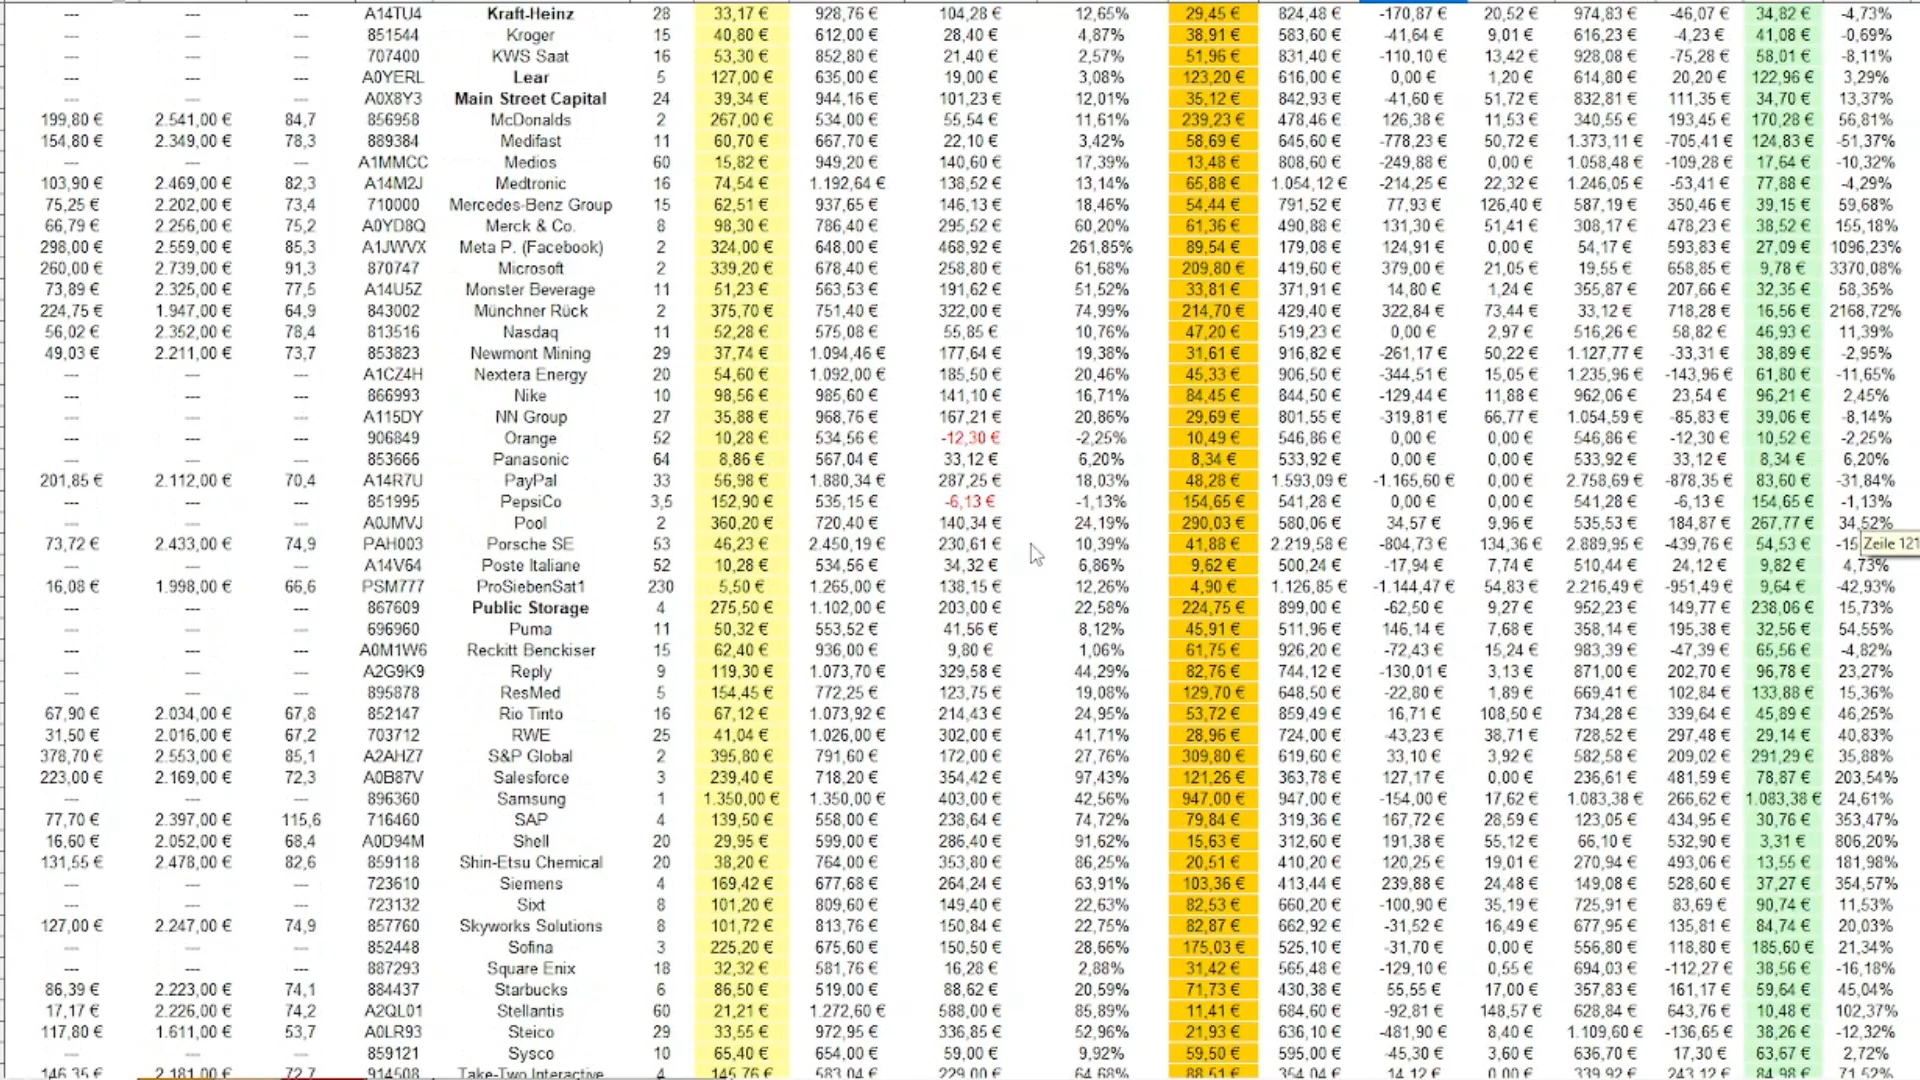 --- --- --- A14TU4 Kraft-Heinz 28 33,17 € 928,76 € 104,28 € 12,65% 29,45 € 824,48 € -170,87 € 20,52 € 974,83 € -46,07 € 34,82 € -4,73%
--- --- --- 851544 Kroger 15 40,80 € 612,00 € 28,40 € 4,87% 38,91 € 583,60 € -41,64 € 9,01 € 616,23 € -4,23 € 41,08 € -0,69%
--- --- --- 707400 KWS Saat 16 53,30 € 852,80 € 21,40 € 2,57% 51,96 € 831,40 € -110,10 € 13,42 € 928,08 € -75,28 € 58,01 € -8,11%
--- --- --- A0YERL Lear 5 127,00 € 635,00 € 19,00 € 3,08% 123,20 € 616,00 € 0,00 € 1,20 € 614,80 € 20,20 € 122,96 € 3,29%
--- --- --- A0X8Y3 Main Street Capital 24 39,34 € 944,16 € 101,23 € 12,01% 35,12 € 842,93 € -41,60 € 51,72 € 832,81 € 111,35 € 34,70 € 13,37%
199,80 € 2.541,00 € 84,7 856958 McDonalds 2 267,00 € 534,00 € 55,54 € 11,61% 239,23 € 478,46 € 126,38 € 11,53 € 340,55 € 193,45 € 170,28 € 56,81%
154,80 € 2.349,00 € 78,3 889384 Medifast 11 60,70 € 667,70 € 22,10 € 3,42% 58,69 € 645,60 € -778,23 € 50,72 € 1.373,11 € -705,41 € 124,83 € -51,37%
--- --- --- A1MMCC Medios 60 15,82 € 949,20 € 140,60 € 17,39% 13,48 € 808,60 € -249,88 € 0,00 € 1.058,48 € -109,28 € 17,64 € -10,32%
103,90 € 2.469,00 € 82,3 A14M2J Medtronic 16 74,54 € 1.192,64 € 138,52 € 13,14% 65,88 € 1.054,12 € -214,25 € 22,32 € 1.246,05 € -53,41 € 77,88 € -4,29%
75,25 € 2.202,00 € 73,4 710000 Mercedes-Benz Group 15 62,51 € 937,65 € 146,13 € 18,46% 54,44 € 791,52 € 77,93 € 126,40 € 587,19 € 350,46 € 39,15 € 59,68%
66,79 € 2.256,00 € 75,2 A0YD8Q Merck & Co. 8 98,30 € 786,40 € 295,52 € 60,20% 61,36 € 490,88 € 131,30 € 51,41 € 308,17 € 478,23 € 38,52 € 155,18%
298,00 € 2.559,00 € 85,3 A1JWVX Meta P. (Facebook) 2 324,00 € 648,00 € 468,92 € 261,85% 89,54 € 179,08 € 124,91 € 0,00 € 54,17 € 593,83 € 27,09 € 1096,23%
260,00 € 2.739,00 € 91,3 870747 Microsoft 2 339,20 € 678,40 € 258,80 € 61,68% 209,80 € 419,60 € 379,00 € 21,05 € 19,55 € 658,85 € 9,78 € 3370,08%
73,89 € 2.325,00 € 77,5 A14U5Z Monster Beverage 11 51,23 € 563,53 € 191,62 € 51,52% 33,81 € 371,91 € 14,80 € 1,24 € 355,87 € 207,66 € 32,35 € 58,35%
224,75 € 1.947,00 € 64,9 843002 Münchner Rück 2 375,70 € 751,40 € 322,00 € 74,99% 214,70 € 429,40 € 322,84 € 73,44 € 33,12 € 718,28 € 16,56 € 2168,72%
56,02 € 2.352,00 € 78,4 813516 Nasdaq 11 52,28 € 575,08 € 55,85 € 10,76% 47,20 € 519,23 € 0,00 € 2,97 € 516,26 € 58,82 € 46,93 € 11,39%
49,03 € 2.211,00 € 73,7 853823 Newmont Mining 29 37,74 € 1.094,46 € 177,64 € 19,38% 31,61 € 916,82 € -261,17 € 50,22 € 1.127,77 € -33,31 € 38,89 € -2,95%
--- --- --- A1CZ4H Nextera Energy 20 54,60 € 1.092,00 € 185,50 € 20,46% 45,33 € 906,50 € -344,51 € 15,05 € 1.235,96 € -143,96 € 61,80 € -11,65%
--- --- --- 866993 Nike 10 98,56 € 985,60 € 141,10 € 16,71% 84,45 € 844,50 € -129,44 € 11,88 € 962,06 € 23,54 € 96,21 € 2,45%
--- --- --- A115DY NN Group 27 35,88 € 968,76 € 167,21 € 20,86% 29,69 € 801,55 € -319,81 € 66,77 € 1.054,59 € -85,83 € 39,06 € -8,14%
--- --- --- 906849 Orange 52 10,28 € 534,56 € -12,30 € -2,25% 10,49 € 546,86 € 0,00 € 0,00 € 546,86 € -12,30 € 10,52 € -2,25%
--- --- --- 853666 Panasonic 64 8,86 € 567,04 € 33,12 € 6,20% 8,34 € 533,92 € 0,00 € 0,00 € 533,92 € 33,12 € 8,34 € 6,20%
201,85 € 2.112,00 € 70,4 A14R7U PayPal 33 56,98 € 1.880,34 € 287,25 € 18,03% 48,28 € 1.593,09 € -1.165,60 € 0,00 € 2.758,69 € -878,35 € 83,60 € -31,84%
--- --- --- 851995 PepsiCo 3,5 152,90 € 535,15 € -6,13 € -1,13% 154,65 € 541,28 € 0,00 € 0,00 € 541,28 € -6,13 € 154,65 € -1,13%
--- --- --- A0JMVJ Pool 2 360,20 € 720,40 € 140,34 € 24,19% 290,03 € 580,06 € 34,57 € 9,96 € 535,53 € 184,87 € 267,77 € 34,52%
73,72 € 2.433,00 € 74,9 PAH003 Porsche SE 53 46,23 € 2.450,19 € 230,61 € 10,39% 41,88 € 2.219,58 € -804,73 € 134,36 € 2.889,95 € -439,76 € 54,53 € -15 Zeile 121
--- --- --- A14V64 Poste Italiane 52 10,28 € 534,56 € 34,32 € 6,86% 9,62 € 500,24 € -17,94 € 7,74 € 510,44 € 24,12 € 9,82 € 4,73%
16,08 € 1.998,00 € 66,6 PSM777 ProSiebenSat1 230 5,50 € 1.265,00 € 138,15 € 12,26% 4,90 € 1.126,85 € -1.144,47 € 54,83 € 2.216,49 € -951,49 € 9,64 € -42,93%
--- --- --- 867609 Public Storage 4 275,50 € 1.102,00 € 203,00 € 22,58% 224,75 € 899,00 € -62,50 € 9,27 € 952,23 € 149,77 € 238,06 € 15,73%
--- --- --- 696960 Puma 11 50,32 € 553,52 € 41,56 € 8,12% 45,91 € 511,96 € 146,14 € 7,68 € 358,14 € 195,38 € 32,56 € 54,55%
--- --- --- A0M1W6 Reckitt Benckiser 15 62,40 € 936,00 € 9,80 € 1,06% 61,75 € 926,20 € -72,43 € 15,24 € 983,39 € -47,39 € 65,56 € -4,82%
--- --- --- A2G9K9 Reply 9 119,30 € 1.073,70 € 329,58 € 44,29% 82,76 € 744,12 € -130,01 € 3,13 € 871,00 € 202,70 € 96,78 € 23,27%
--- --- --- 895878 ResMed 5 154,45 € 772,25 € 123,75 € 19,08% 129,70 € 648,50 € -22,80 € 1,89 € 669,41 € 102,84 € 133,88 € 15,36%
67,90 € 2.034,00 € 67,8 852147 Rio Tinto 16 67,12 € 1.073,92 € 214,43 € 24,95% 53,72 € 859,49 € 16,71 € 108,50 € 734,28 € 339,64 € 45,89 € 46,25%
31,50 € 2.016,00 € 67,2 703712 RWE 25 41,04 € 1.026,00 € 302,00 € 41,71% 28,96 € 724,00 € -43,23 € 38,71 € 728,52 € 297,48 € 29,14 € 40,83%
378,70 € 2.553,00 € 85,1 A2AHZ7 S&P Global 2 395,80 € 791,60 € 172,00 € 27,76% 309,80 € 619,60 € 33,10 € 3,92 € 582,58 € 209,02 € 291,29 € 35,88%
223,00 € 2.169,00 € 72,3 A0B87V Salesforce 3 239,40 € 718,20 € 354,42 € 97,43% 121,26 € 363,78 € 127,17 € 0,00 € 236,61 € 481,59 € 78,87 € 203,54%
--- --- --- 896360 Samsung 1 1.350,00 € 1.350,00 € 403,00 € 42,56% 947,00 € 947,00 € -154,00 € 17,62 € 1.083,38 € 266,62 € 1.083,38 € 24,61%
77,70 € 2.397,00 € 115,6 716460 SAP 4 139,50 € 558,00 € 238,64 € 74,72% 79,84 € 319,36 € 167,72 € 28,59 € 123,05 € 434,95 € 30,76 € 353,47%
16,60 € 2.052,00 € 68,4 A0D94M Shell 20 29,95 € 599,00 € 286,40 € 91,62% 15,63 € 312,60 € 191,38 € 55,12 € 66,10 € 532,90 € 3,31 € 806,20%
131,55 € 2.478,00 € 82,6 859118 Shin-Etsu Chemical 20 38,20 € 764,00 € 353,80 € 86,25% 20,51 € 410,20 € 120,25 € 19,01 € 270,94 € 493,06 € 13,55 € 181,98%
--- --- --- 723610 Siemens 4 169,42 € 677,68 € 264,24 € 63,91% 103,36 € 413,44 € 239,88 € 24,48 € 149,08 € 528,60 € 37,27 € 354,57%
--- --- --- 723132 Sixt 8 101,20 € 809,60 € 149,40 € 22,63% 82,53 € 660,20 € -100,90 € 35,19 € 725,91 € 83,69 € 90,74 € 11,53%
127,00 € 2.247,00 € 74,9 857760 Skyworks Solutions 8 101,72 € 813,76 € 150,84 € 22,75% 82,87 € 662,92 € -31,52 € 16,49 € 677,95 € 135,81 € 84,74 € 20,03%
--- --- --- 852448 Sofina 3 225,20 € 675,60 € 150,50 € 28,66% 175,03 € 525,10 € -31,70 € 0,00 € 556,80 € 118,80 € 185,60 € 21,34%
--- --- --- 887293 Square Enix 18 32,32 € 581,76 € 16,28 € 2,88% 31,42 € 565,48 € -129,10 € 0,55 € 694,03 € -112,27 € 38,56 € -16,18%
86,39 € 2.223,00 € 74,1 884437 Starbucks 6 86,50 € 519,00 € 88,62 € 20,59% 71,73 € 430,38 € 55,55 € 17,00 € 357,83 € 161,17 € 59,64 € 45,04%
17,17 € 2.226,00 € 74,2 A2QL01 Stellantis 60 21,21 € 1.272,60 € 588,00 € 85,89% 11,41 € 684,60 € -92,81 € 148,57 € 628,84 € 643,76 € 10,48 € 102,37%
117,80 € 1.611,00 € 53,7 A0LR93 Steico 29 33,55 € 972,95 € 336,85 € 52,96% 21,93 € 636,10 € -481,90 € 8,40 € 1.109,60 € -136,65 € 38,26 € -12,32%
--- --- --- 859121 Sysco 10 65,40 € 654,00 € 59,00 € 9,92% 59,50 € 595,00 € -45,30 € 3,60 € 636,70 € 17,30 € 63,67 € 2,72%
146,35 € 2.181,00 € 72,7 914508 Take-Two Interactive 4 145,76 € 583,04 € 229,00 € 64,68% 88,51 € 354,04 € 14,12 € 0,00 € 339,92 € 243,12 € 84,98 € 71,52%